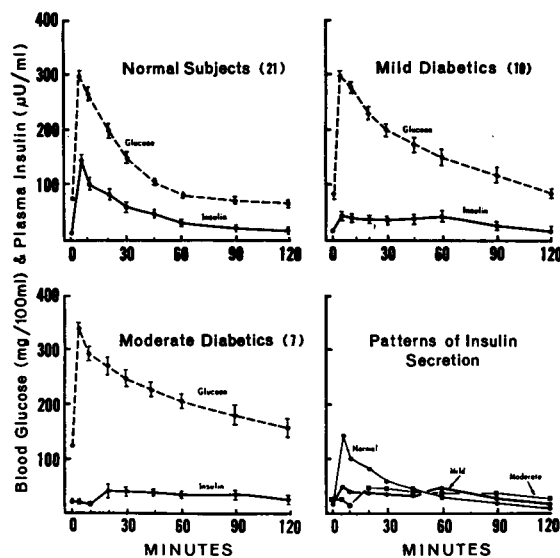 Blood Glucose (mg/100ml) & Plasma Insulin (μU/ml)
400
300
200
100
Normal Subjects (21)
Glucose
Insulin
0 30 60 90 120
Mild Diabetics (10)
Glucose
Insulin
0 30 60 90 120
400
300
200
100
Moderate Diabetics (7)
Glucose
Insulin
0 30 60 90 120
MINUTES
Patterns of Insulin
Secretion
Normal
Mild
Moderate
0 30 60 90 120
MINUTES